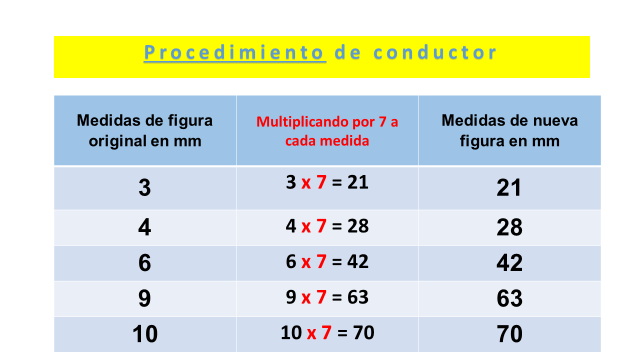 Procedimiento de conductor
Medidas de figura original en mm
Multiplicando por 7 a cada medida
Medidas de nueva figura en mm
3
3 x 7 = 21
21
4
4 x 7 = 28
28
6
6 x 7 = 42
42
9
9 x 7 = 63
63
10
10 x 7 = 70
70